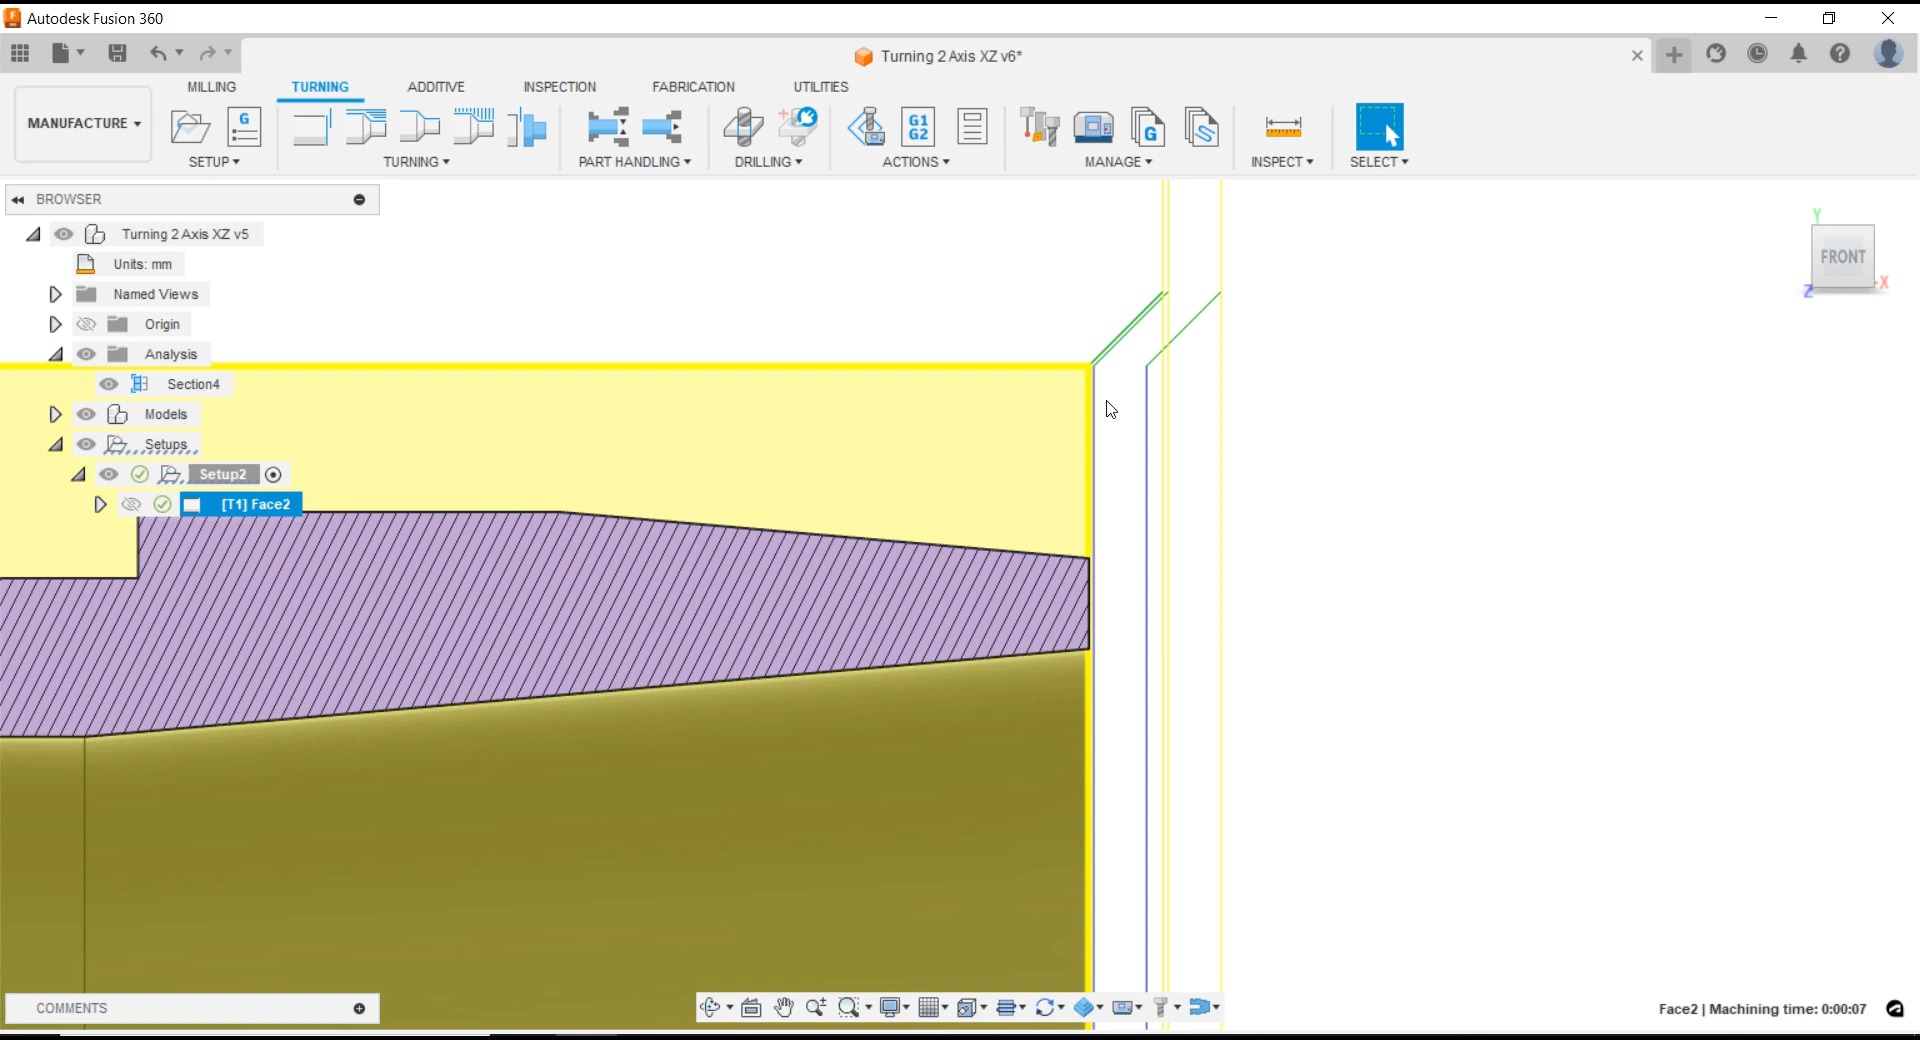 Autodesk Fusion 360
Turning 2 Axis XZ v6*
MILLING TURNING ADDITIVE INSPECTION FABRICATION UTILITIES
MANUFACTURE
G
G1
G2
G
SETUP TURNING PART HANDLING DRILLING ACTIONS MANAGE INSPECT SELECT
BROWSER
Turning 2 Axis XZ v5
Units: mm
Named Views
Origin
Analysis
Section4
Models
Setups
Setup2
[T1] Face2
Y
FRONT
X
Z
COMMENTS
Face2 | Machining time: 0:00:07